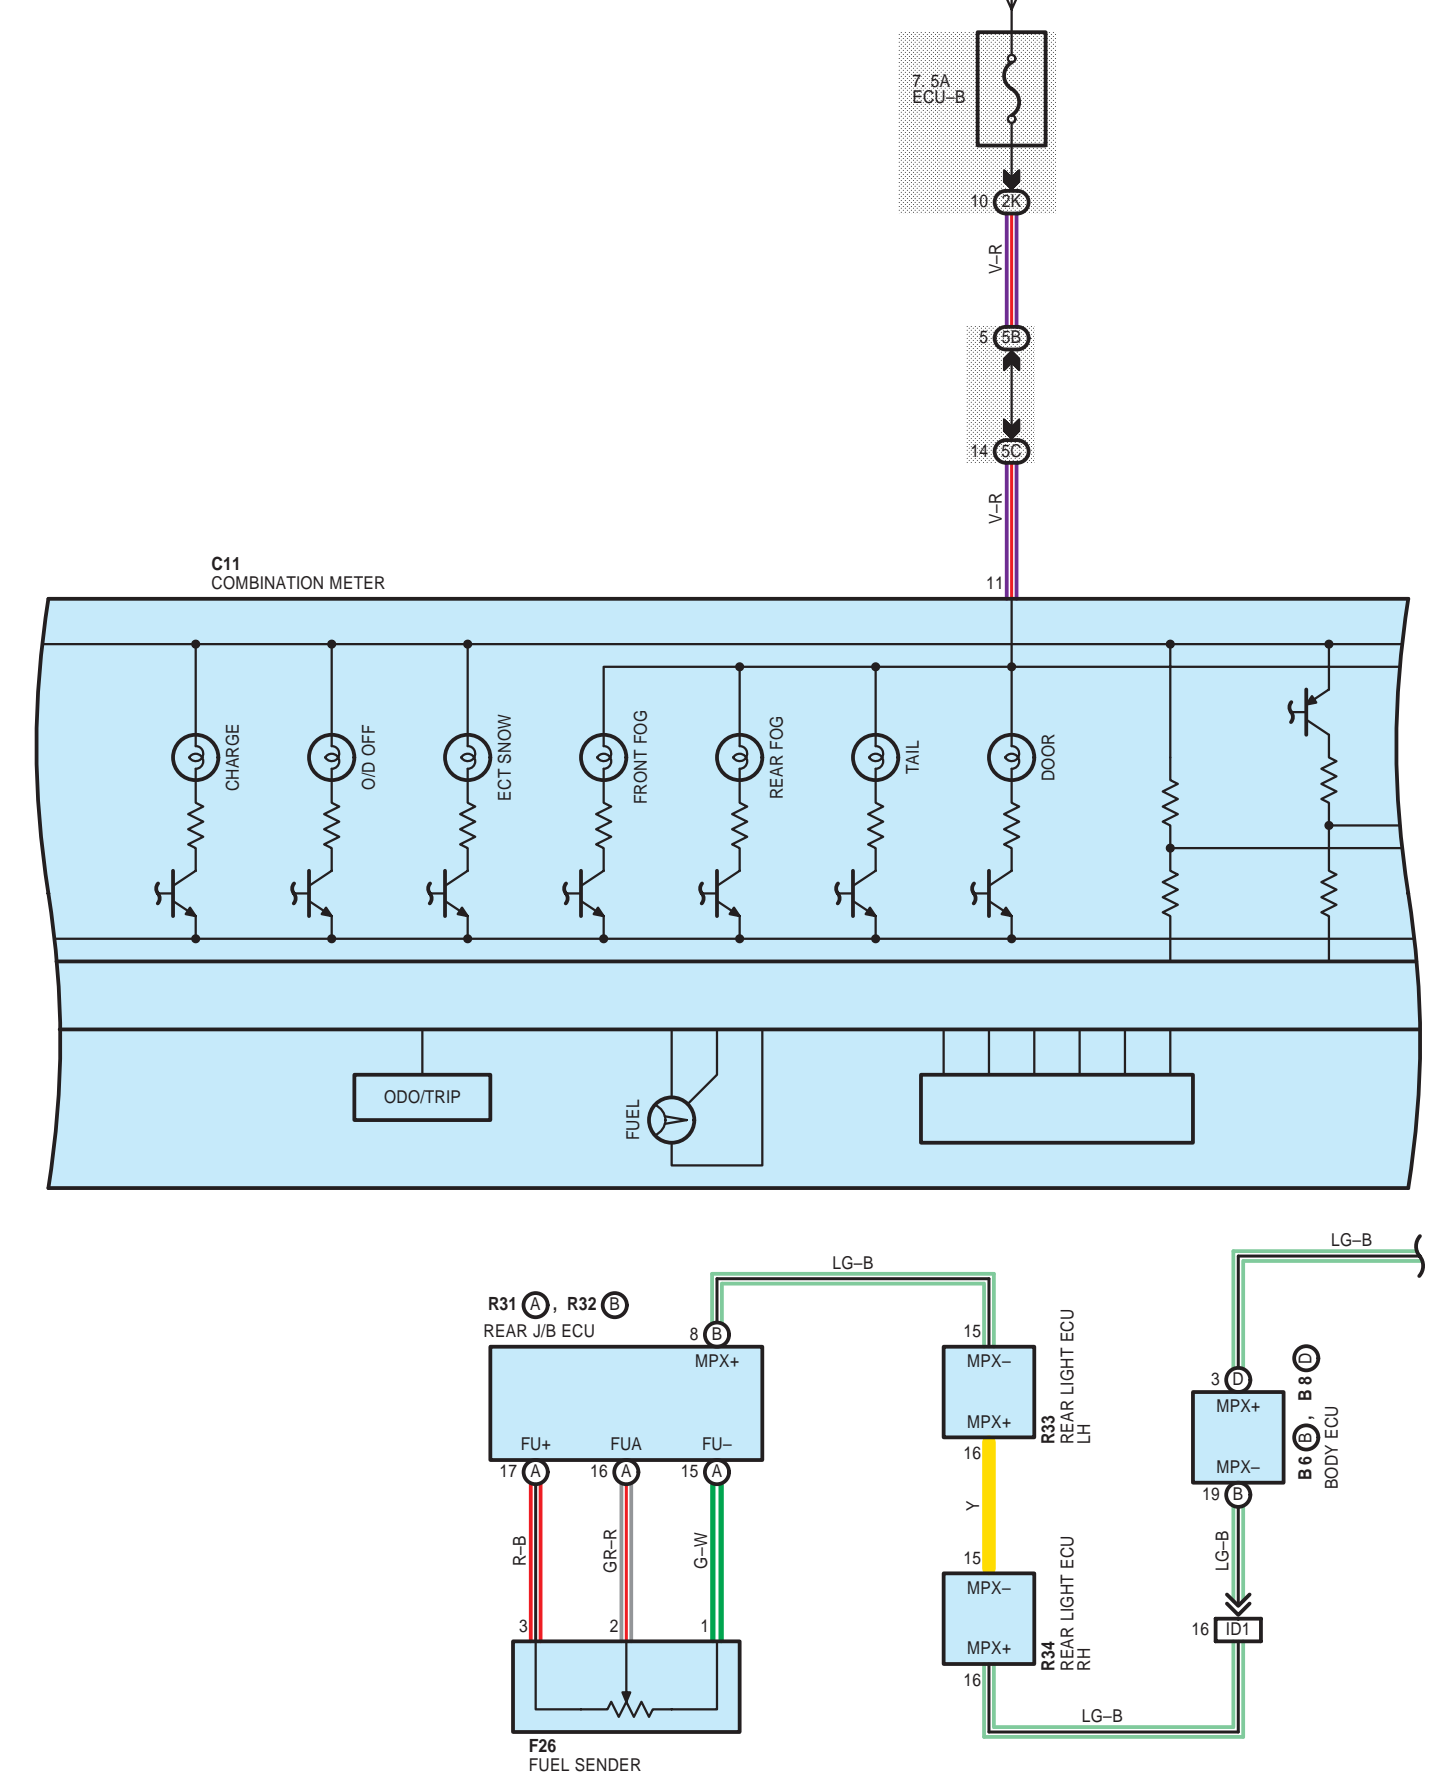 7. 5A
ECU–B
10 2K
V–R
5 5B
14 5C
V–R
11
C11
COMBINATION METER
CHARGE
O/D OFF
ECT SNOW
FRONT FOG
REAR FOG
TAIL
DOOR
ODO/TRIP
FUEL
LG–B
LG–B
R31 A , R32 B
REAR J/B ECU
8 B
MPX+
FU+ FUA FU–
17 A 16 A 15 A
R–B
GR–R
G–W
3 2 1
F26
FUEL SENDER
15
MPX–
MPX+
16
R33
REAR LIGHT ECU
LH
Y
15
MPX–
MPX+
16
R34
REAR LIGHT ECU
RH
LG–B
3 D
MPX+
MPX–
19 B
B 6 B , B 8 D
BODY ECU
LG–B
16 ID1